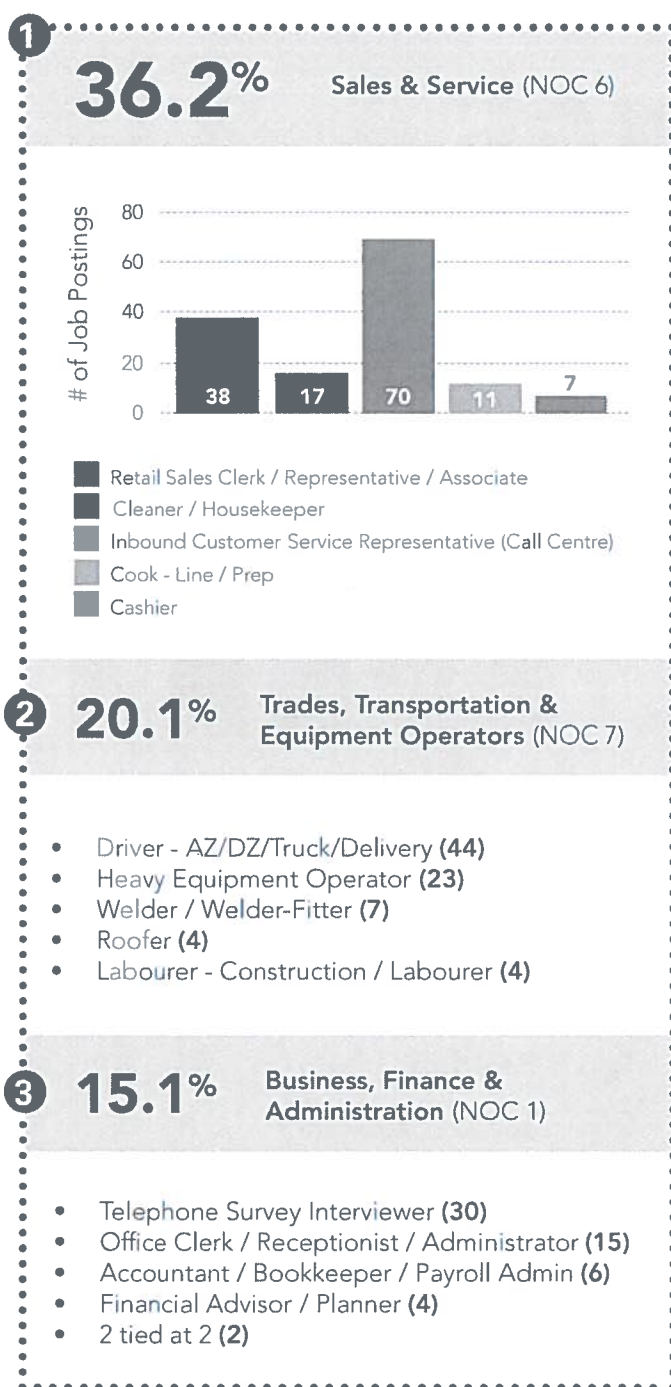 1
36.2% Sales & Service (NOC 6)
# of Job Postings
80
60
40
20
0
38 17 70 11 7
Retail Sales Clerk / Representative / Associate
Cleaner / Housekeeper
Inbound Customer Service Representative (Call Centre)
Cook - Line / Prep
Cashier
2
20.1% Trades, Transportation &
Equipment Operators (NOC 7)
• Driver - AZ/DZ/Truck/Delivery (44)
• Heavy Equipment Operator (23)
• Welder / Welder-Fitter (7)
• Roofer (4)
• Labourer - Construction / Labourer (4)
3
15.1% Business, Finance &
Administration (NOC 1)
• Telephone Survey Interviewer (30)
• Office Clerk / Receptionist / Administrator (15)
• Accountant / Bookkeeper / Payroll Admin (6)
• Financial Advisor / Planner (4)
• 2 tied at 2 (2)